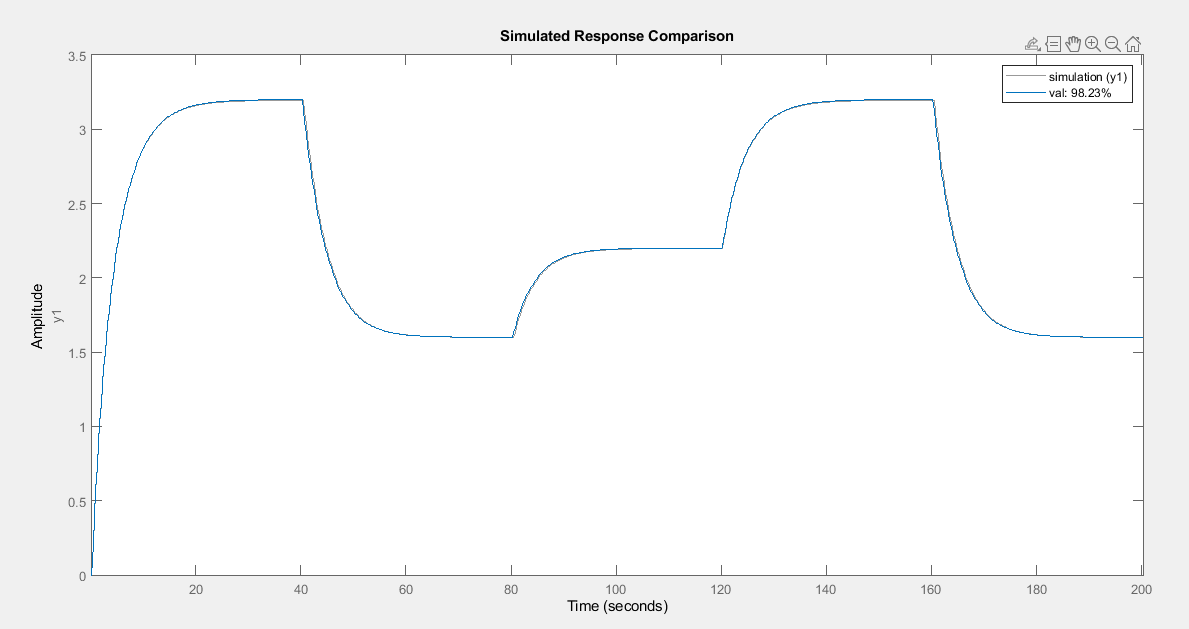 Simulated Response Comparison
simulation (y1)
val: 98.23%
3.5
3
2.5
2
1.5
1
0.5
0
Amplitude
y1
20 40 60 80 100 120 140 160 180 200
Time (seconds)